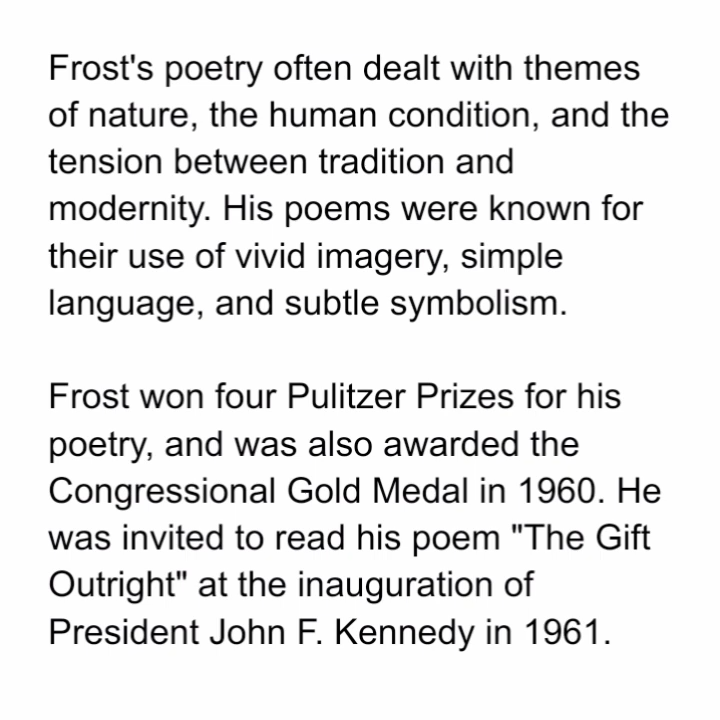 Frost's poetry often dealt with themes
of nature, the human condition, and the
tension between tradition and
modernity. His poems were known for
their use of vivid imagery, simple
language, and subtle symbolism.
Frost won four Pulitzer Prizes for his
poetry, and was also awarded the
Congressional Gold Medal in 1960. He
was invited to read his poem "The Gift
Outright" at the inauguration of
President John F. Kennedy in 1961.